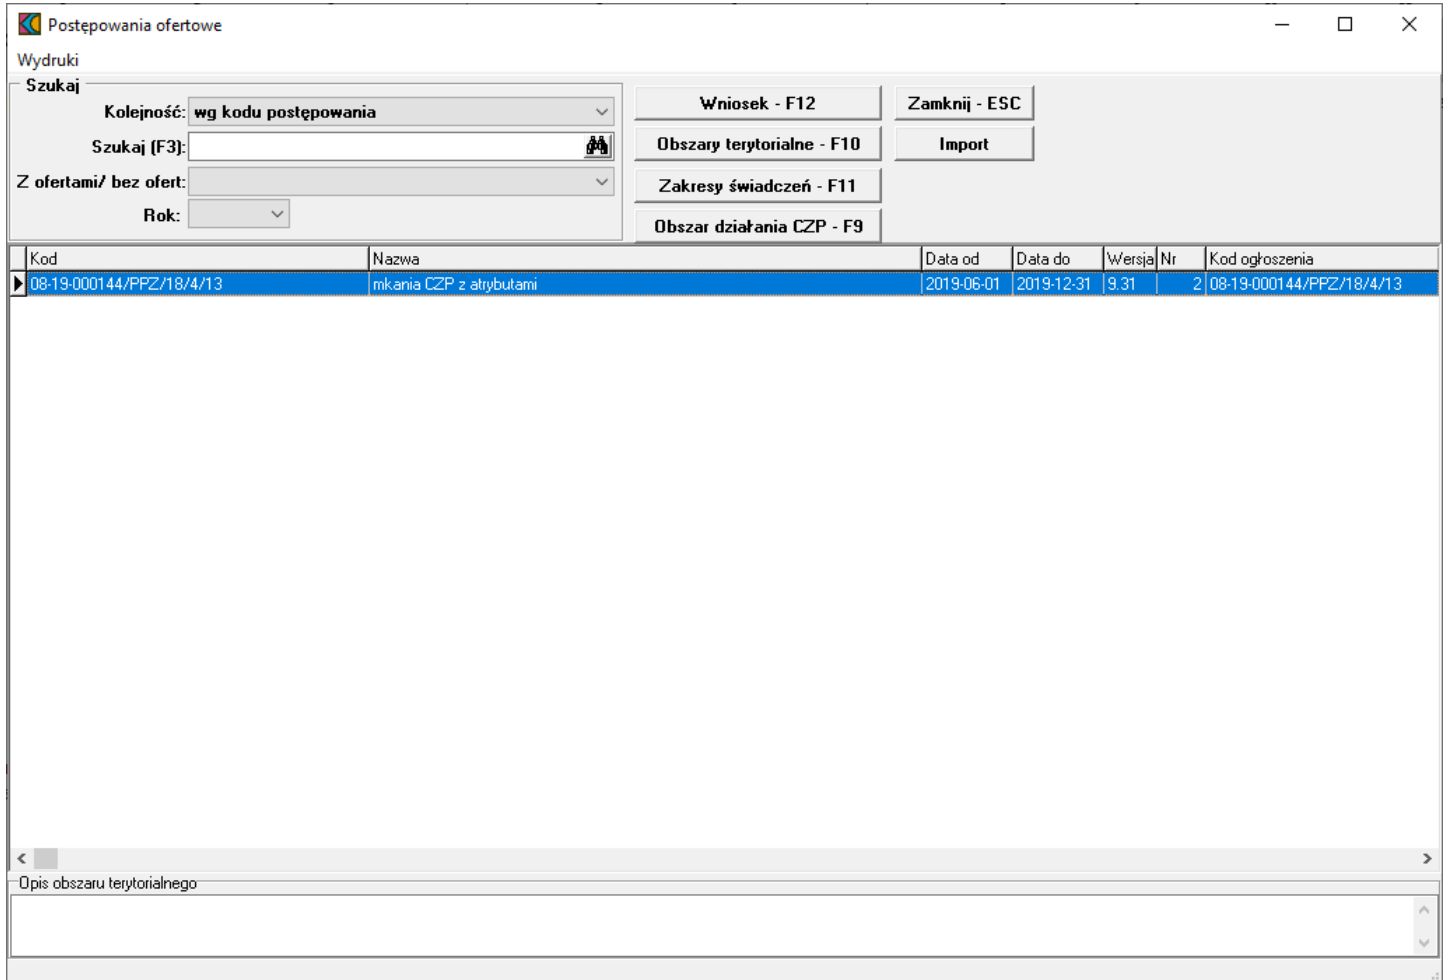 Postępowania ofertowe
Wydruki
Szukaj
Kolejność: wg kodu postępowania
Szukaj (F3):
Z ofertami/ bez ofert:
Rok:
Wniosek - F12
Zamknij - ESC
Obszary terytorialne - F10
Import
Zakresy świadczeń - F11
Obszar działania CZP - F9
Kod Nazwa Data od Data do Wersja Nr Kod ogłoszenia
08-19-000144/PPZ/18/4/13 mkania CZP z atrybutami 2019-06-01 2019-12-31 9.31 2 08-19-000144/PPZ/18/4/13
Opis obszaru terytorialnego